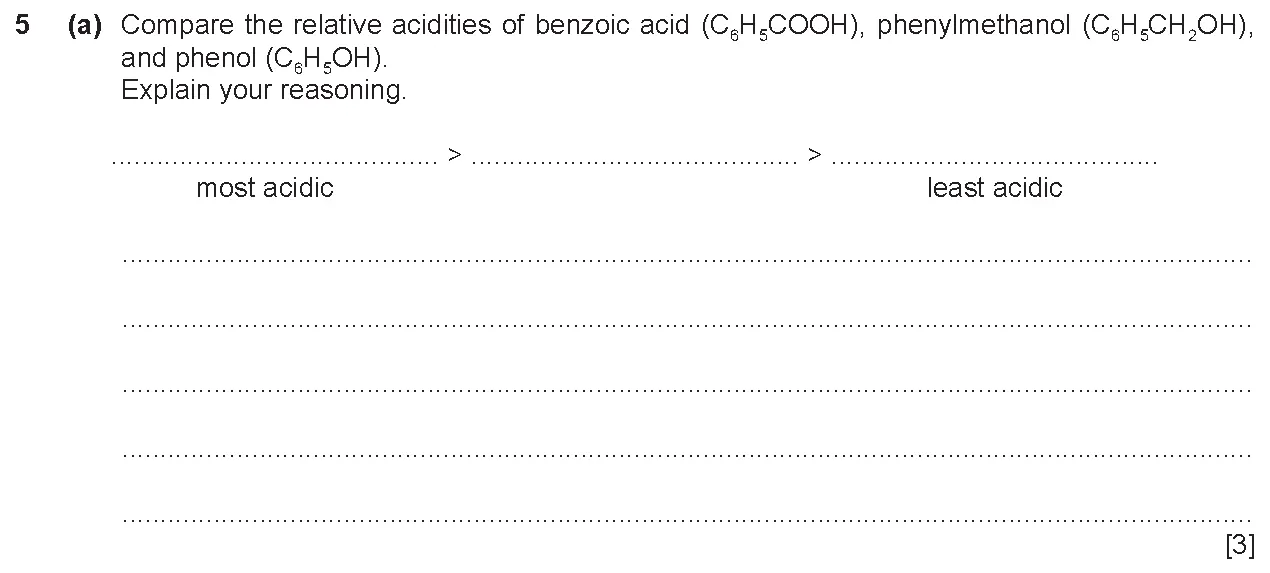 5 (a) Compare the relative acidities of benzoic acid (C₆H₅COOH), phenylmethanol (C₆H₅CH₂OH),
and phenol (C₆H₅OH).
Explain your reasoning.
.......................................... > .......................................... > ..........................................
most acidic least acidic
..........................................................................................
..........................................................................................
..........................................................................................
..........................................................................................
..........................................................................................
[3]